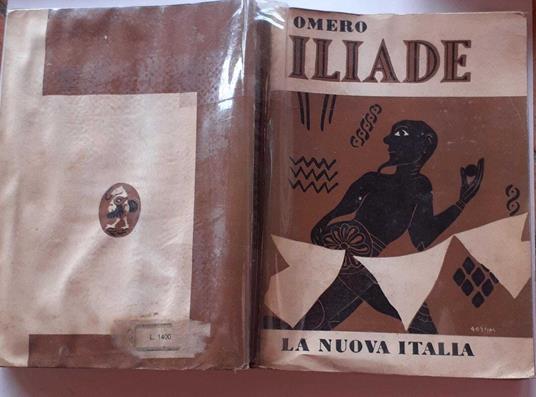 OMERO
ILIADE
LA NUOVA ITALIA
L. 1400